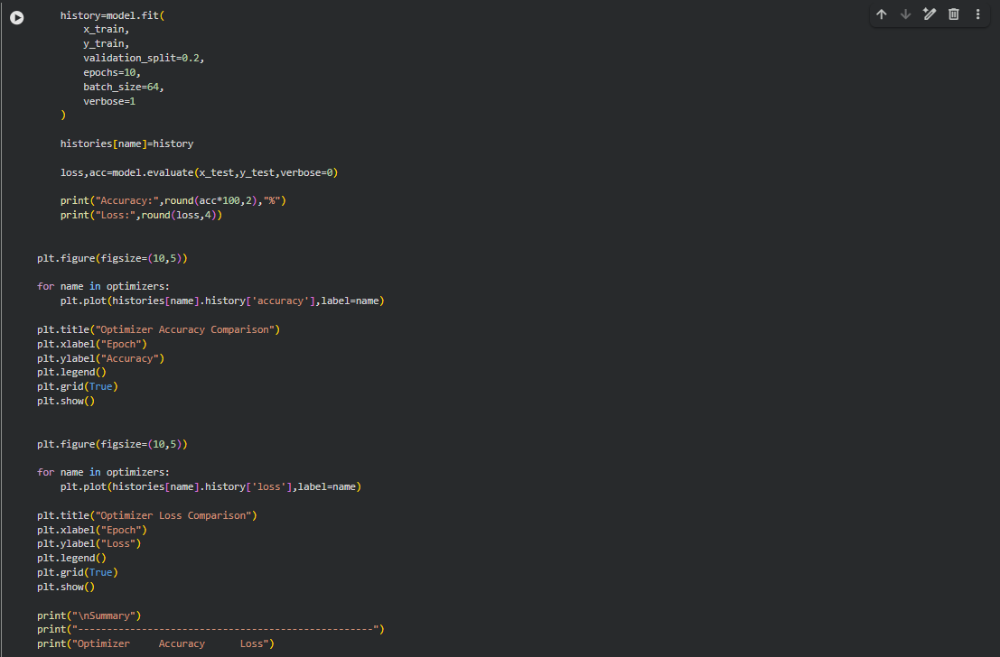 history=model.fit(
x_train,
y_train,
validation_split=0.2,
epochs=10,
batch_size=64,
verbose=1
)
histories[name]=history
loss,acc=model.evaluate(x_test,y_test,verbose=0)
print("Accuracy:",round(acc*100,2),"%")
print("Loss:",round(loss,4))
plt.figure(figsize=(10,5))
for name in optimizers:
plt.plot(histories[name].history['accuracy'],label=name)
plt.title("Optimizer Accuracy Comparison")
plt.xlabel("Epoch")
plt.ylabel("Accuracy")
plt.legend()
plt.grid(True)
plt.show()
plt.figure(figsize=(10,5))
for name in optimizers:
plt.plot(histories[name].history['loss'],label=name)
plt.title("Optimizer Loss Comparison")
plt.xlabel("Epoch")
plt.ylabel("Loss")
plt.legend()
plt.grid(True)
plt.show()
print("\nSummary")
print("---------------------------------------------------")
print("Optimizer     Accuracy      Loss")